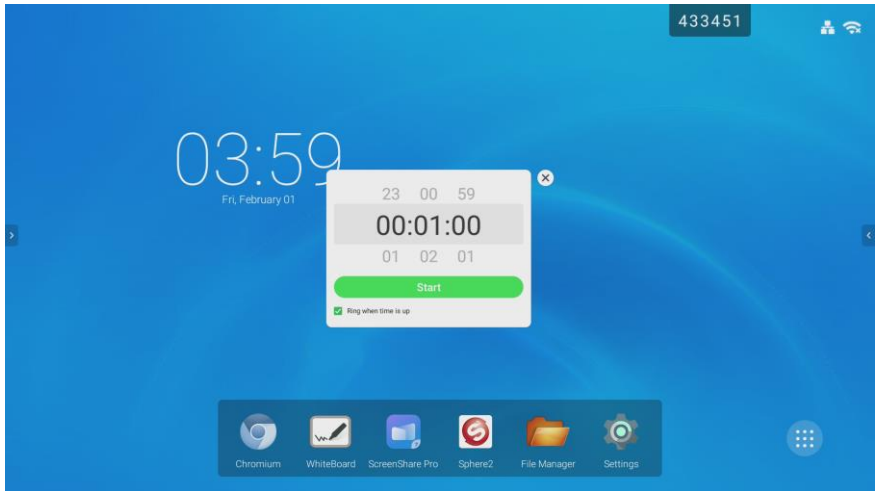 433451
03:59
Fri, February 01
23 00 59
00:01:00
01 02 01
Start
Ring when time is up
Chromium WhiteBoard ScreenShare Pro Sphere2 File Manager Settings